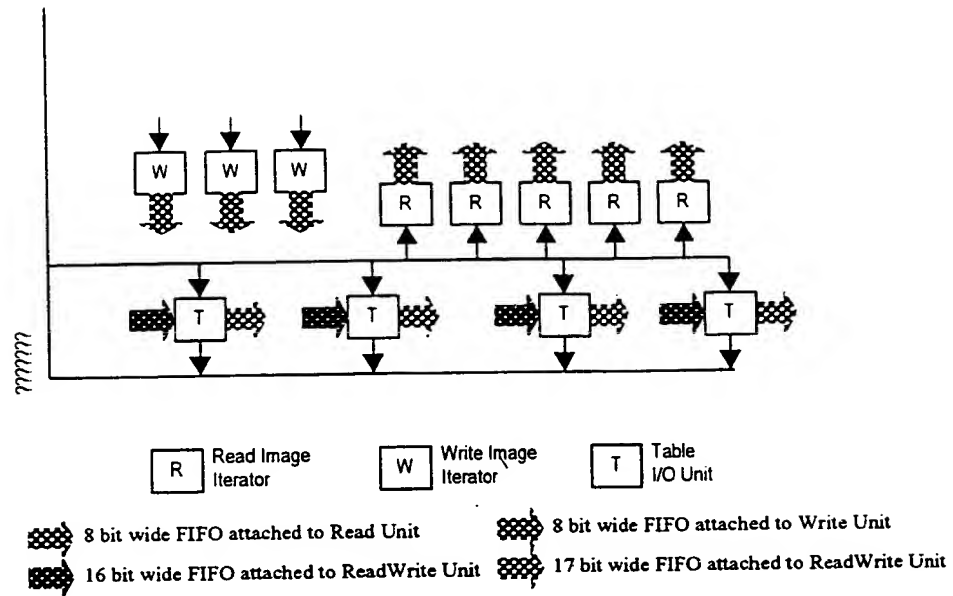 W W W
R R R R R
T T T T
R Read Image
Iterator
W Write Image
Iterator
T Table
I/O Unit
8 bit wide FIFO attached to Read Unit
8 bit wide FIFO attached to Write Unit
16 bit wide FIFO attached to ReadWrite Unit
17 bit wide FIFO attached to ReadWrite Unit